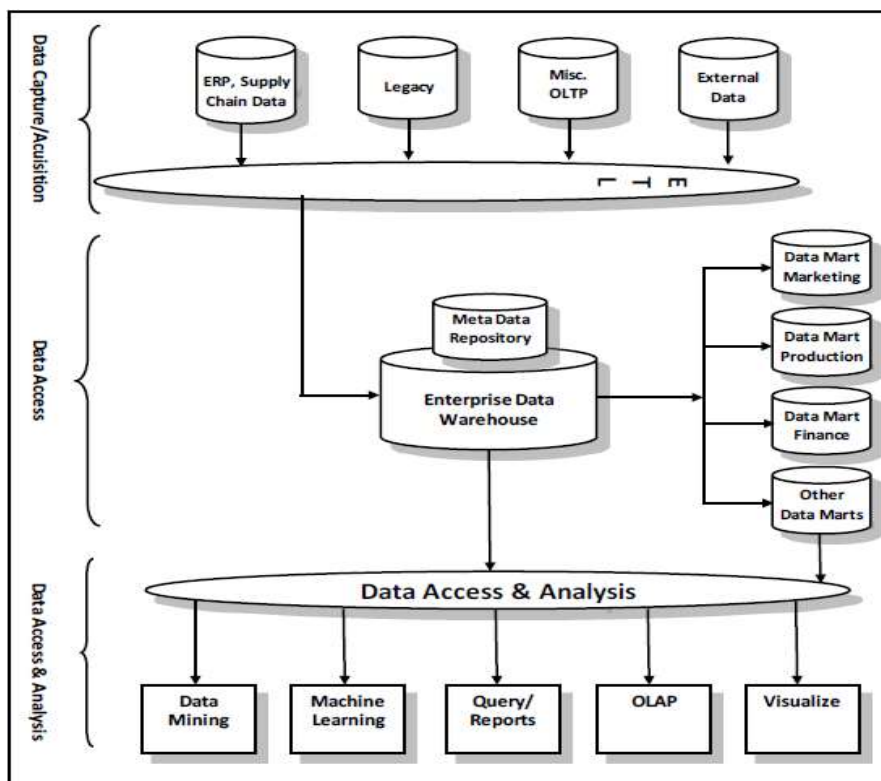 Data Capture/Acuisition
ERP, Supply
Chain Data
Legacy
Misc.
OLTP
External
Data
E T L
Data Access
Meta Data
Repository
Enterprise Data
Warehouse
Data Mart
Marketing
Data Mart
Production
Data Mart
Finance
Other
Data Marts
Data Access & Analysis
Data Access & Analysis
Data
Mining
Machine
Learning
Query/
Reports
OLAP
Visualize